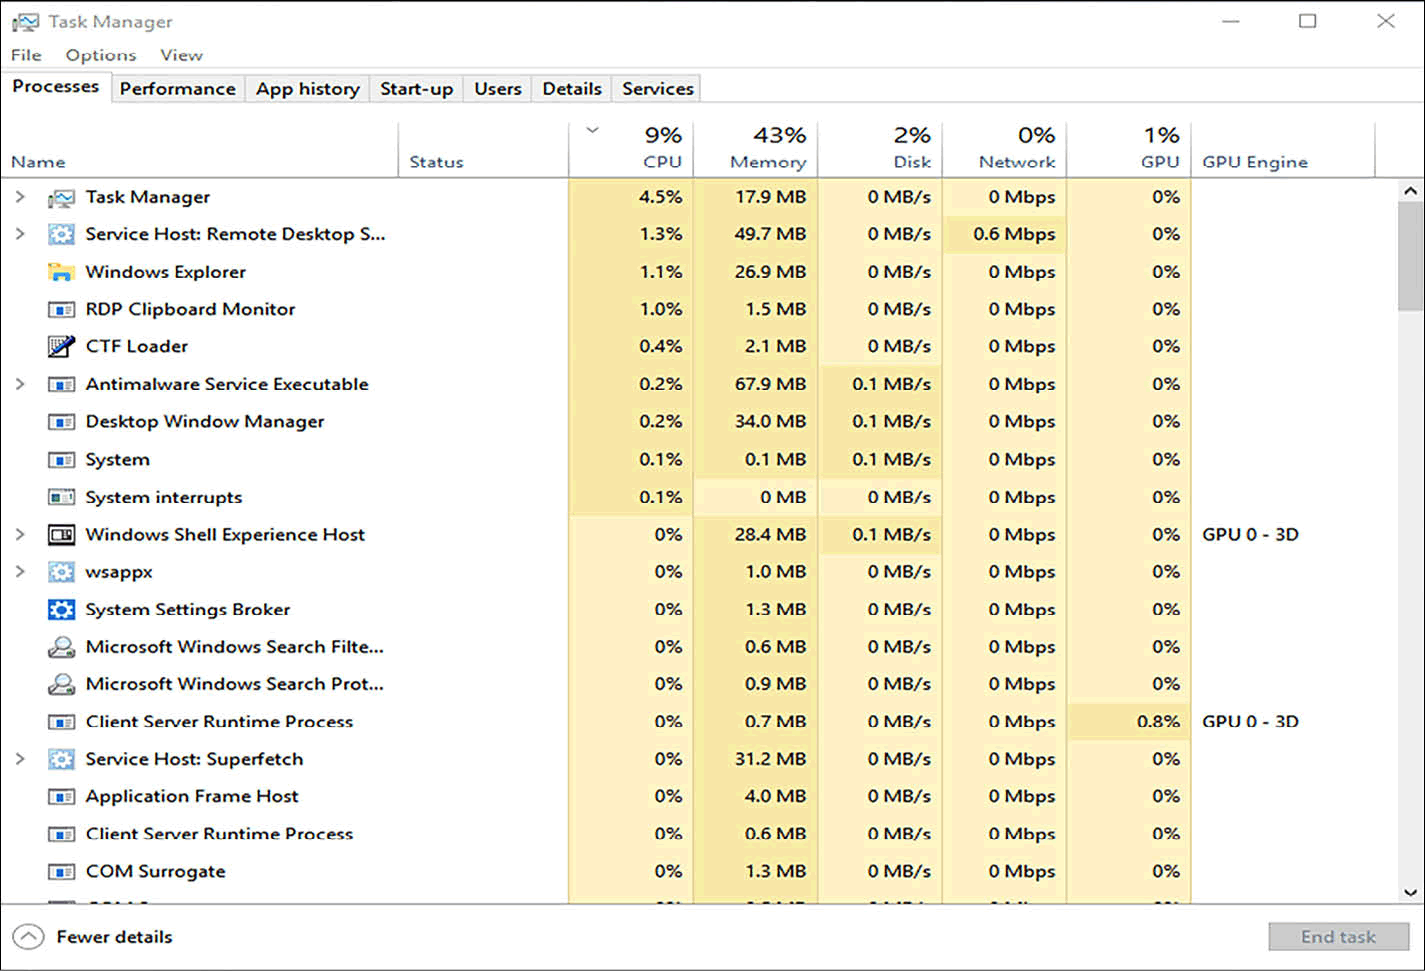 Task Manager
File Options View
Processes Performance App history Start-up Users Details Services
9% 43% 2% 0% 1%
Name Status CPU Memory Disk Network GPU GPU Engine
Task Manager 4.5% 17.9 MB 0 MB/s 0 Mbps 0%
Service Host: Remote Desktop S... 1.3% 49.7 MB 0 MB/s 0.6 Mbps 0%
Windows Explorer 1.1% 26.9 MB 0 MB/s 0 Mbps 0%
RDP Clipboard Monitor 1.0% 1.5 MB 0 MB/s 0 Mbps 0%
CTF Loader 0.4% 2.1 MB 0 MB/s 0 Mbps 0%
Antimalware Service Executable 0.2% 67.9 MB 0.1 MB/s 0 Mbps 0%
Desktop Window Manager 0.2% 34.0 MB 0.1 MB/s 0 Mbps 0%
System 0.1% 0.1 MB 0.1 MB/s 0 Mbps 0%
System interrupts 0.1% 0 MB 0 MB/s 0 Mbps 0%
Windows Shell Experience Host 0% 28.4 MB 0.1 MB/s 0 Mbps 0% GPU 0 - 3D
wsappx 0% 1.0 MB 0 MB/s 0 Mbps 0%
System Settings Broker 0% 1.3 MB 0 MB/s 0 Mbps 0%
Microsoft Windows Search Filte... 0% 0.6 MB 0 MB/s 0 Mbps 0%
Microsoft Windows Search Prot... 0% 0.9 MB 0 MB/s 0 Mbps 0%
Client Server Runtime Process 0% 0.7 MB 0 MB/s 0 Mbps 0.8% GPU 0 - 3D
Service Host: Superfetch 0% 31.2 MB 0 MB/s 0 Mbps 0%
Application Frame Host 0% 4.0 MB 0 MB/s 0 Mbps 0%
Client Server Runtime Process 0% 0.6 MB 0 MB/s 0 Mbps 0%
COM Surrogate 0% 1.3 MB 0 MB/s 0 Mbps 0%
Fewer details End task